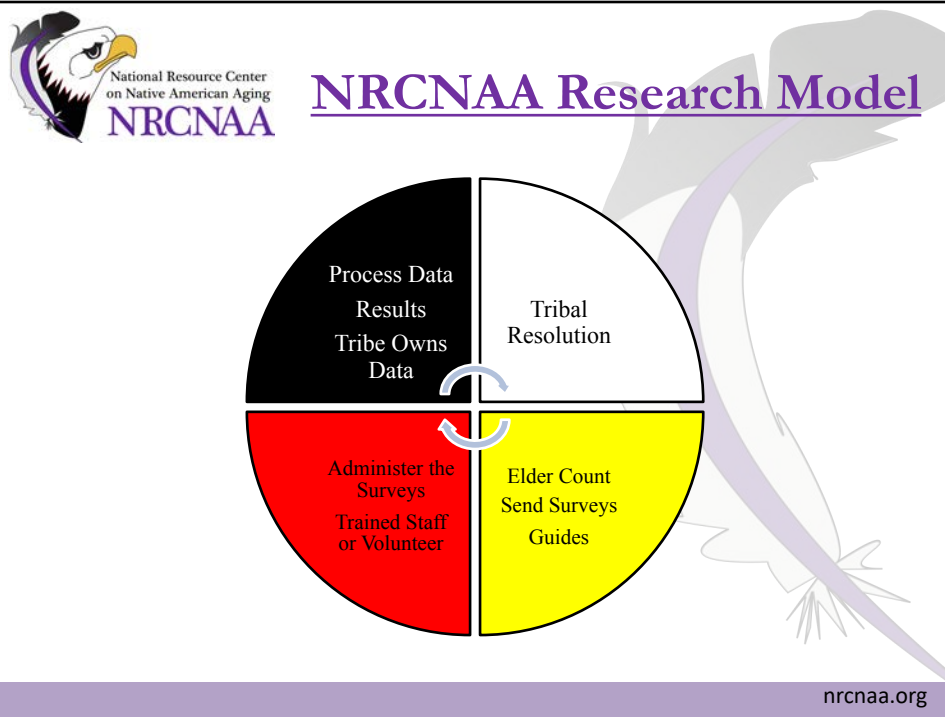 National Resource Center
on Native American Aging
NRCNAA
NRCNAA Research Model
Process Data
Results
Tribe Owns
Data
Tribal
Resolution
Administer the
Surveys
Trained Staff
or Volunteer
Elder Count
Send Surveys
Guides
nrcnaa.org